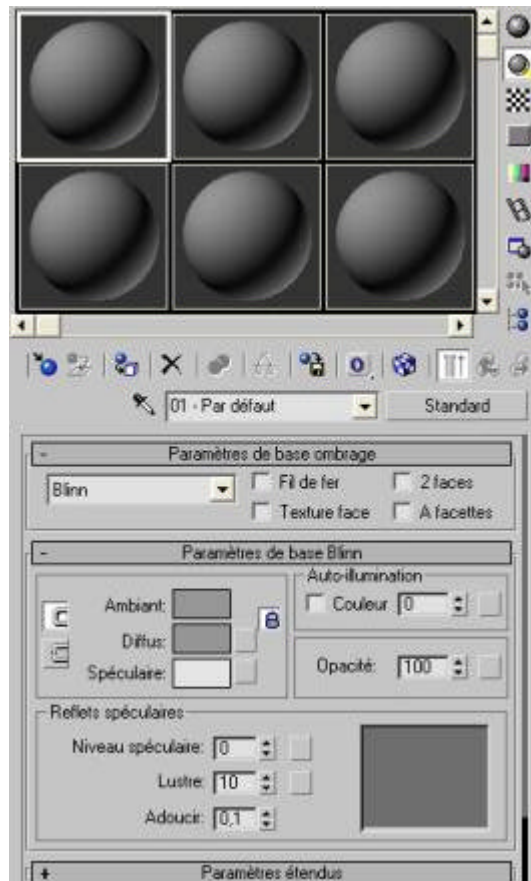 01 - Par défaut
Standard
- Paramètres de base ombrage
Blinn
Fil de fer
2 faces
Texture face
A facettes
- Paramètres de base Blinn
Auto-illumination
Ambiant:
Couleur 0
Diffus:
Spéculaire:
Opacité: 100
Reflets spéculaires
Niveau spéculaire: 0
Lustre: 10
Adoucir: 0,1
+ Paramètres étendus